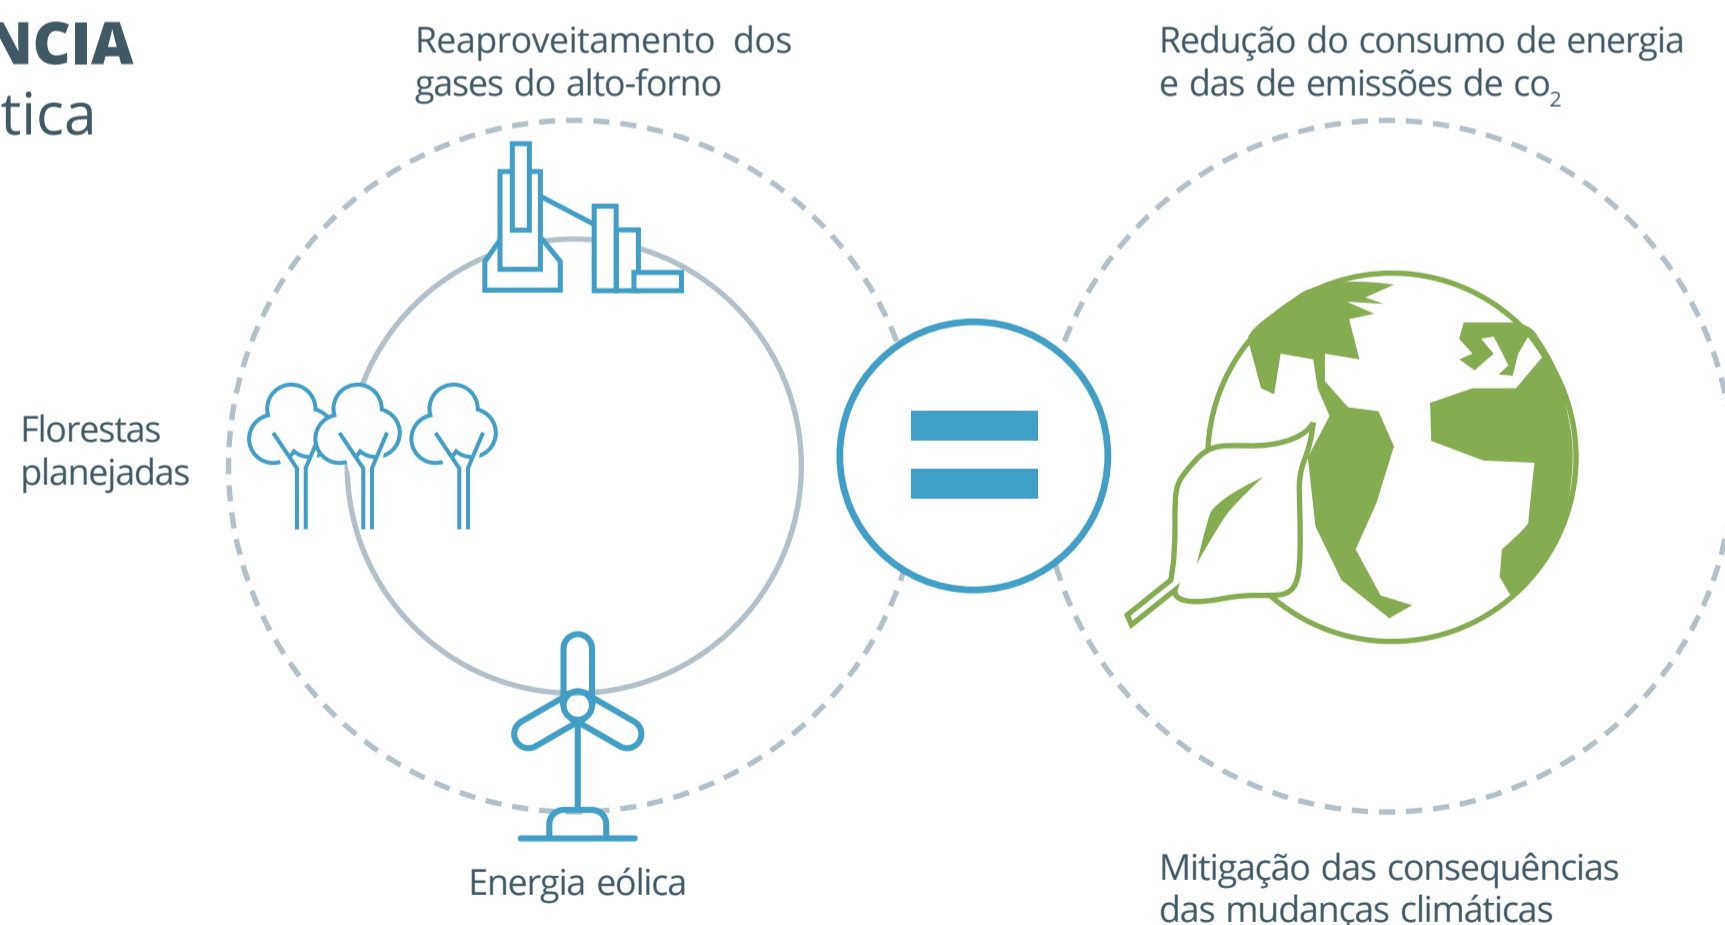 NCIA
tica
Reaproveitamento dos
gases do alto-forno
Redução do consumo de energia
e das de emissões de co₂
Florestas
planejadas
Energia eólica
Mitigação das consequências
das mudanças climáticas